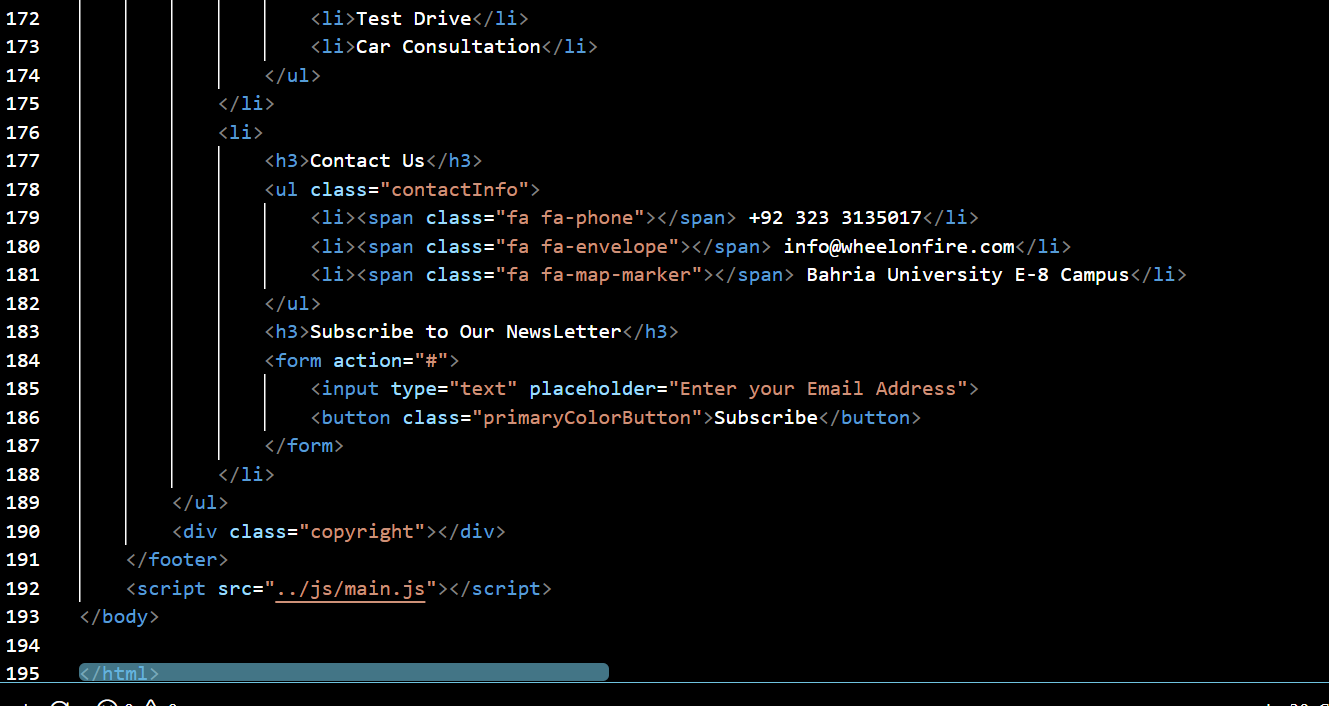 172 <li>Test Drive</li>
173 <li>Car Consultation</li>
174 </ul>
175 </li>
176 <li>
177 <h3>Contact Us</h3>
178 <ul class="contactInfo">
179 <li><span class="fa fa-phone"></span> +92 323 3135017</li>
180 <li><span class="fa fa-envelope"></span> info@wheelonfire.com</li>
181 <li><span class="fa fa-map-marker"></span> Bahria University E-8 Campus</li>
182 </ul>
183 <h3>Subscribe to Our NewsLetter</h3>
184 <form action="#">
185 <input type="text" placeholder="Enter your Email Address">
186 <button class="primaryColorButton">Subscribe</button>
187 </form>
188 </li>
189 </ul>
190 <div class="copyright"></div>
191 </footer>
192 <script src="../js/main.js"></script>
193 </body>
194
195 </html>